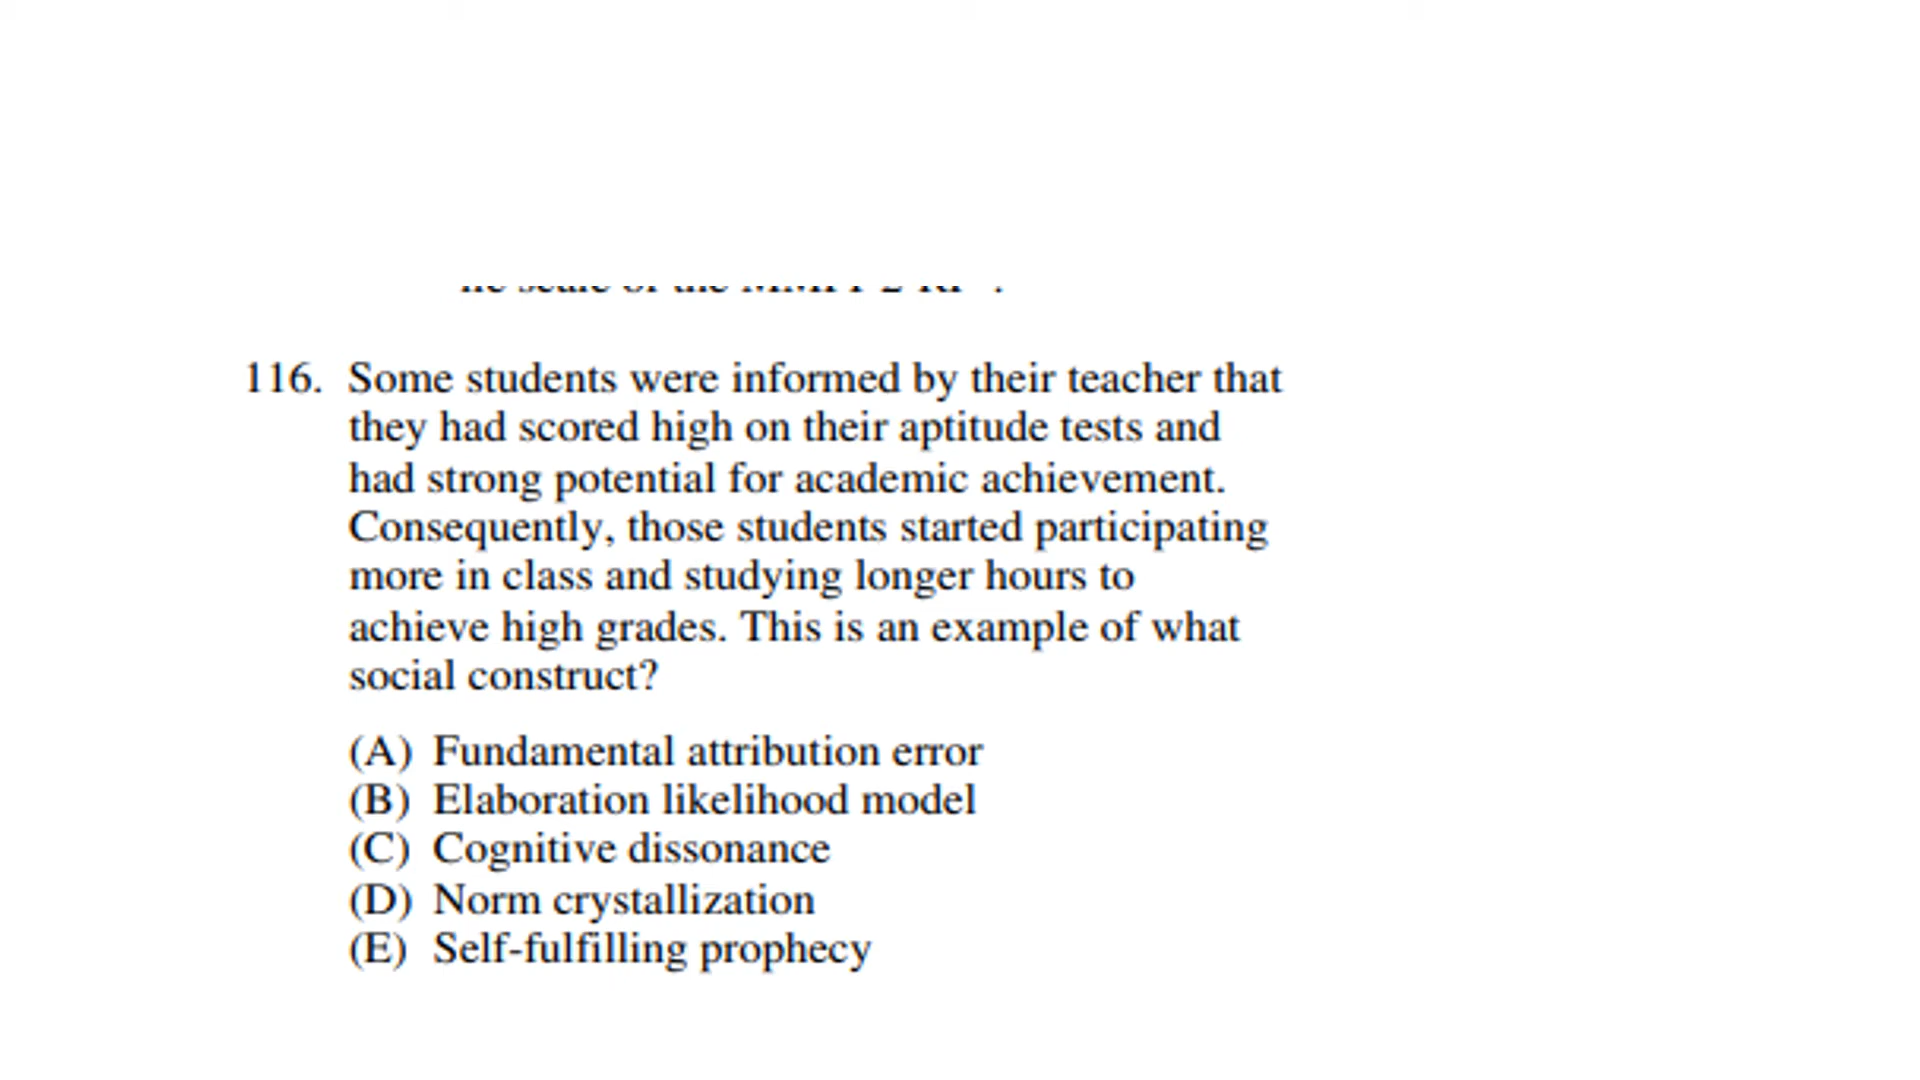 116. Some students were informed by their teacher that
they had scored high on their aptitude tests and
had strong potential for academic achievement.
Consequently, those students started participating
more in class and studying longer hours to
achieve high grades. This is an example of what
social construct?
(A) Fundamental attribution error
(B) Elaboration likelihood model
(C) Cognitive dissonance
(D) Norm crystallization
(E) Self-fulfilling prophecy